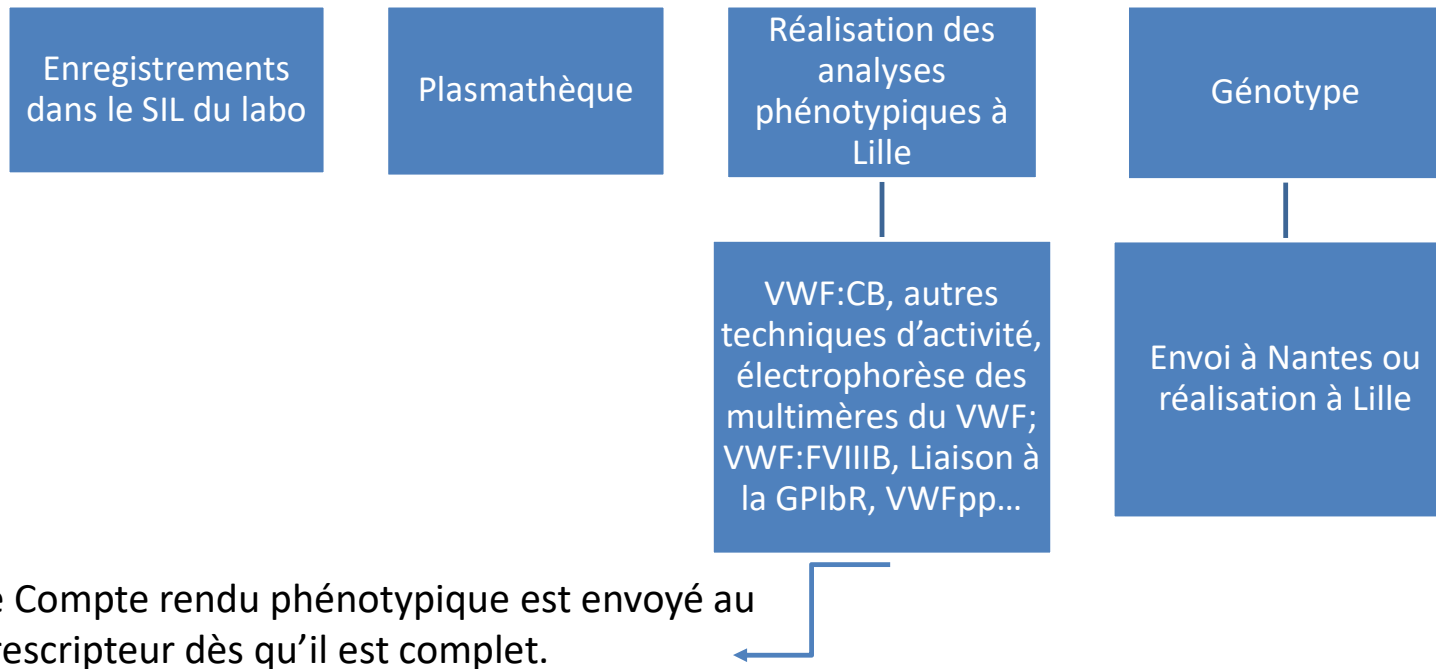 Enregistrements
dans le SIL du labo
Plasmathèque
Réalisation des
analyses
phénotypiques à
Lille
Génotype
VWF:CB, autres
techniques d’activité,
électrophorèse des
multimères du VWF;
VWF:FVIIIB, Liaison à
la GPIbR, VWFpp…
Envoi à Nantes ou
réalisation à Lille
e Compte rendu phénotypique est envoyé au
rescripteur dès qu’il est complet.